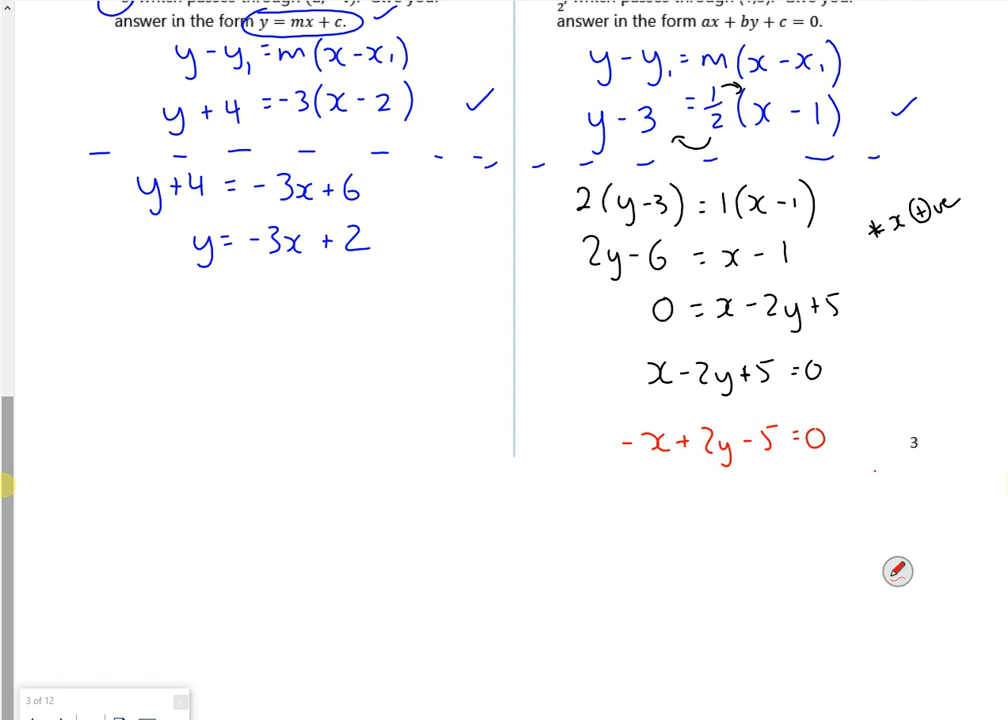 answer in the form y = mx + c.
y - y₁ = m(x - x₁)
y + 4 = -3(x - 2) ✓
y + 4 = -3x + 6
y = -3x + 2
answer in the form ax + by + c = 0.
y - y₁ = m(x - x₁)
y - 3 = 1/2 (x - 1) ✓
2(y - 3) = 1(x - 1)
* x ⊕ve
2y - 6 = x - 1
0 = x - 2y + 5
x - 2y + 5 = 0
-x + 2y - 5 = 0
3
3 of 12